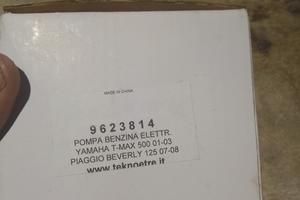 MADE IN CHINA
9623814
POMPA BENZINA ELETTR.
YAMAHA T-MAX 500 01-03
PIAGGIO BEVERLY 125 07-08
www.teknoetre.it